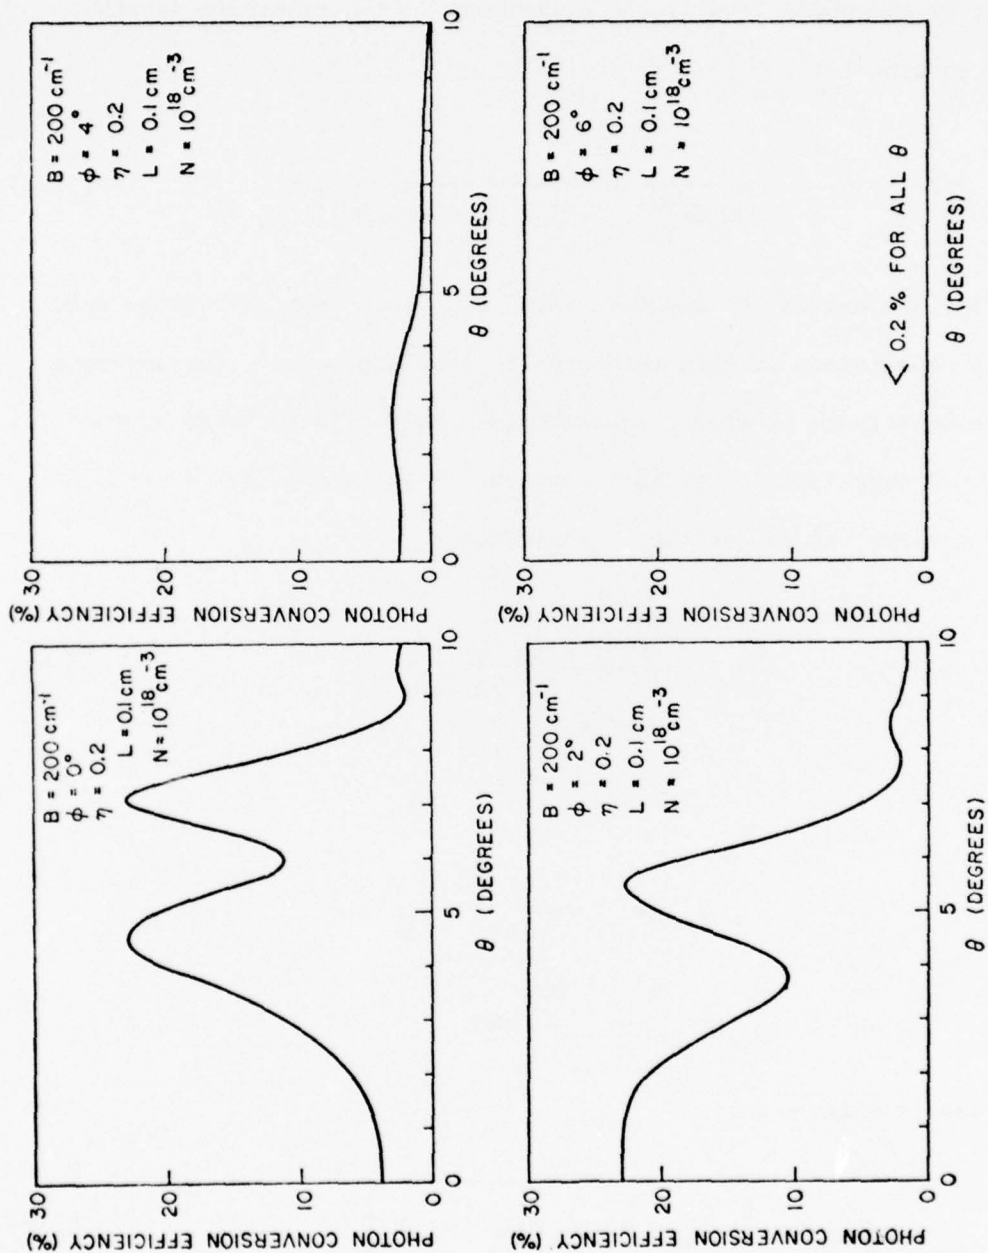 PHOTON CONVERSION EFFICIENCY (%)
30
20
10
0
B = 200 cm⁻¹
φ = 0°
η = 0.2
L = 0.1 cm
N = 10¹⁸ cm⁻³
0
5
10
θ (DEGREES)
PHOTON CONVERSION EFFICIENCY (%)
30
20
10
0
B = 200 cm⁻¹
φ = 4°
η = 0.2
L = 0.1 cm
N = 10¹⁸ cm⁻³
0
5
10
θ (DEGREES)
PHOTON CONVERSION EFFICIENCY (%)
30
20
10
0
B = 200 cm⁻¹
φ = 2°
η = 0.2
L = 0.1 cm
N = 10¹⁸ cm⁻³
0
5
10
θ (DEGREES)
PHOTON CONVERSION EFFICIENCY (%)
30
20
10
0
B = 200 cm⁻¹
φ = 6°
η = 0.2
L = 0.1 cm
N = 10¹⁸ cm⁻³
< 0.2 % FOR ALL θ
θ (DEGREES)